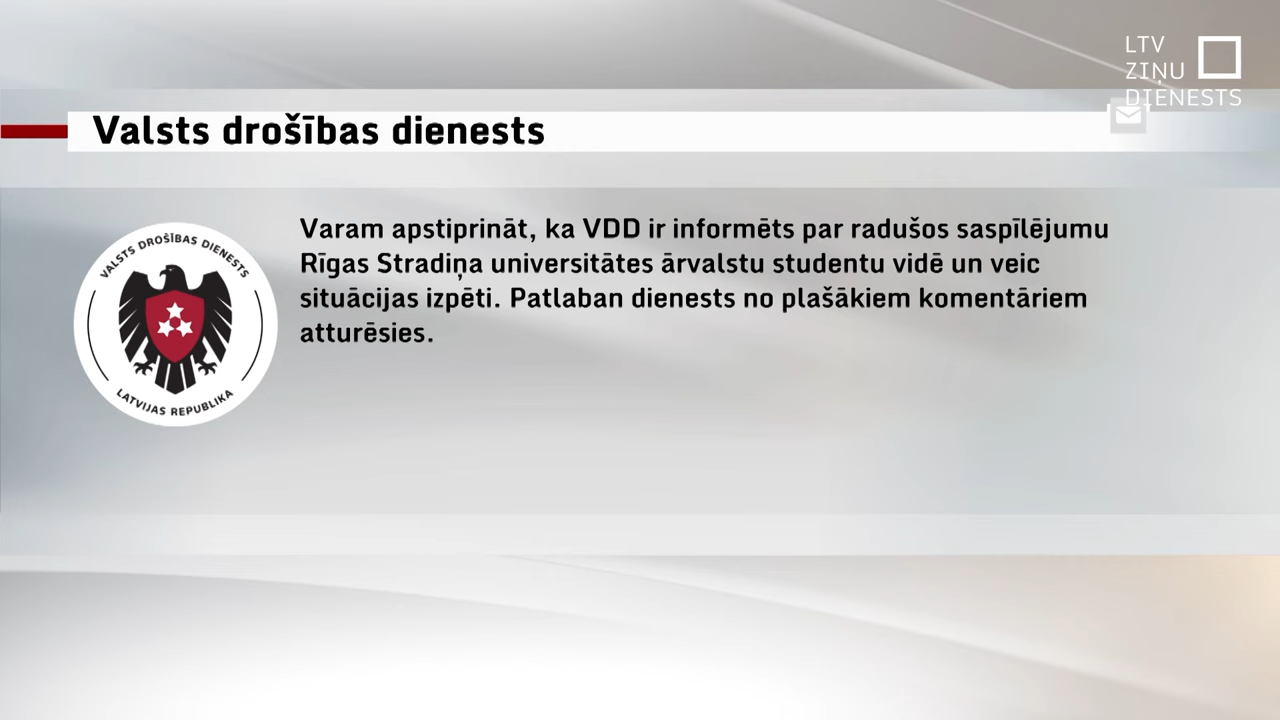 LTV
ZIŅU
DIENESTS
Valsts drošības dienests
VALSTS DROŠĪBAS DIENESTS
LATVIJAS REPUBLIKA
Varam apstiprināt, ka VDD ir informēts par radušos saspīlējumu
Rīgas Stradiņa universitātes ārvalstu studentu vidē un veic
situācijas izpēti. Patlaban dienests no plašākiem komentāriem
atturēsies.